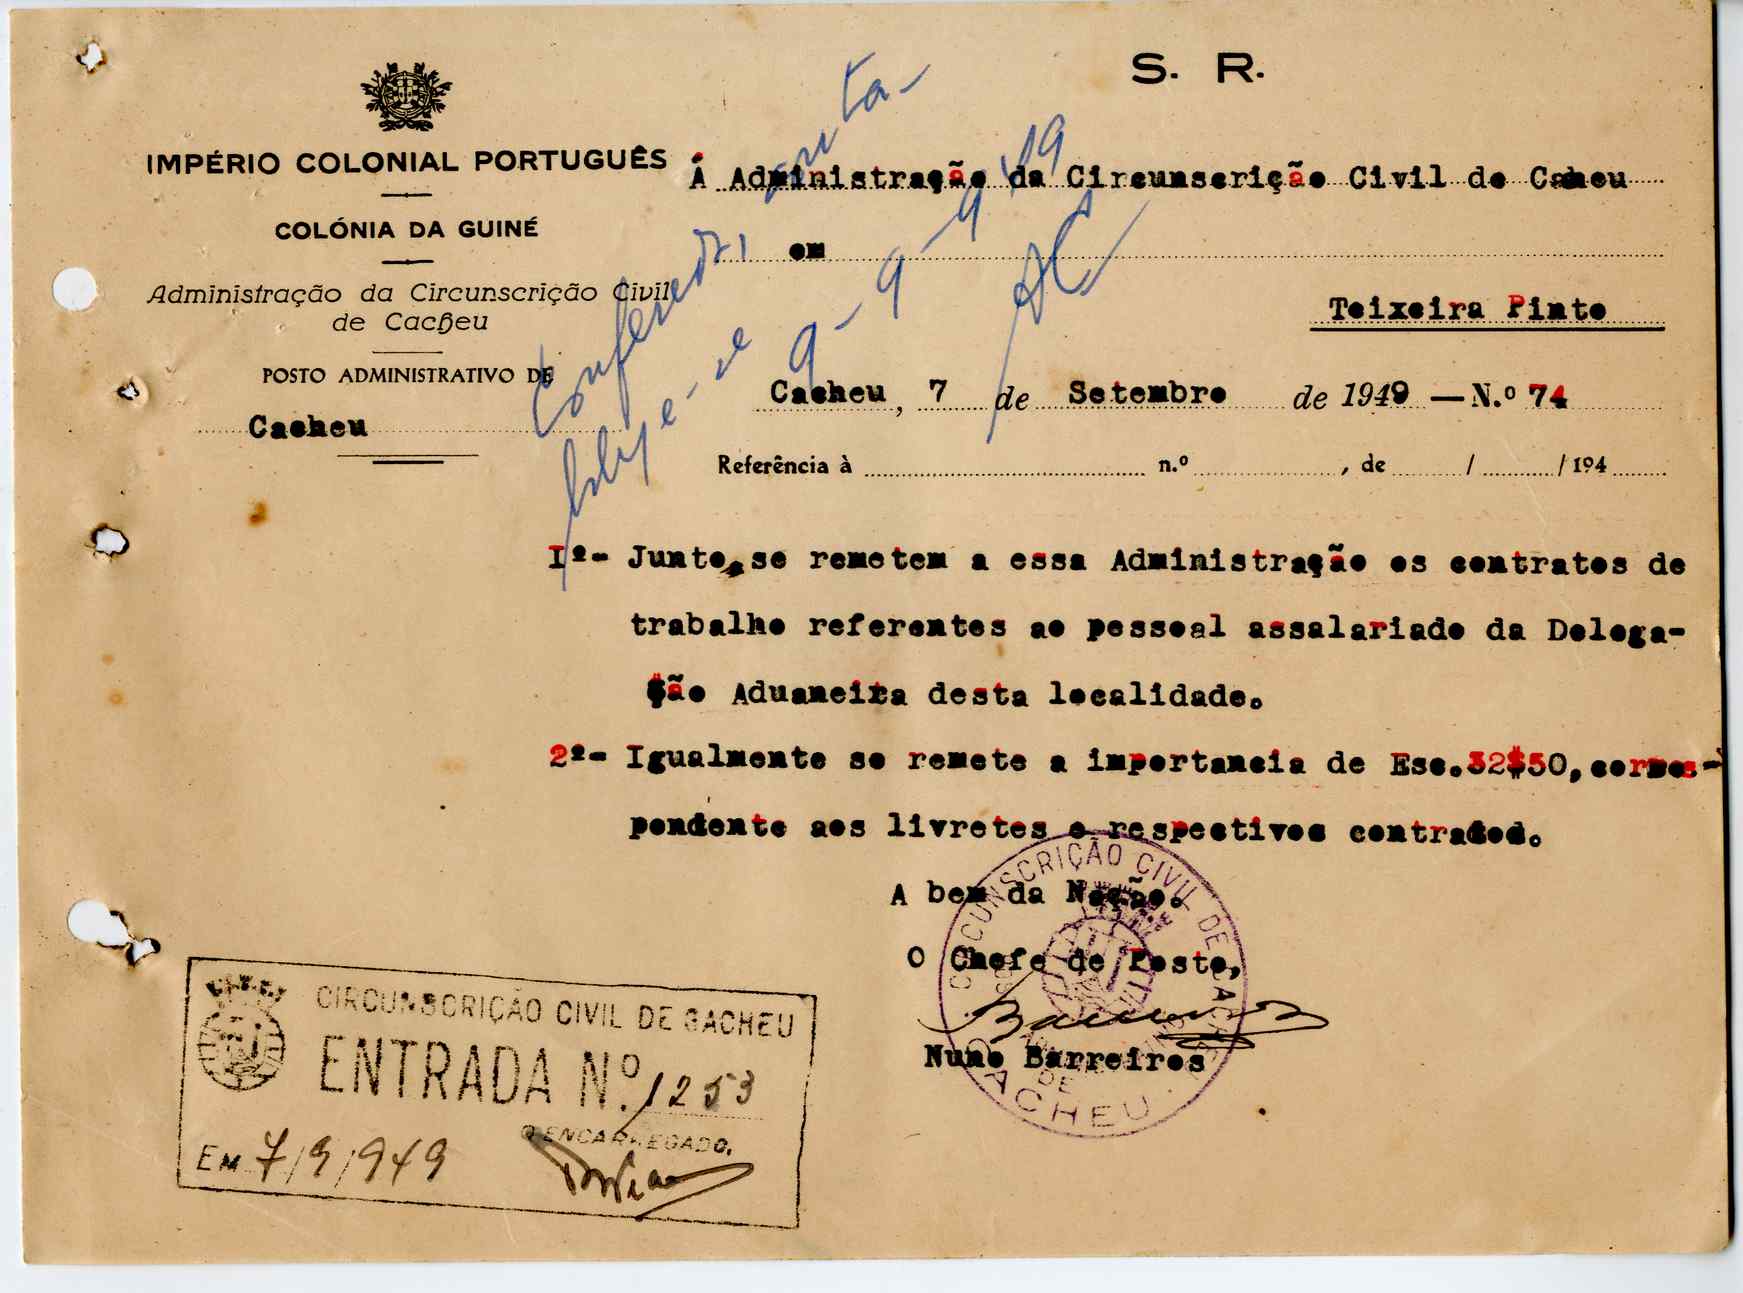 S. R.
IMPÉRIO COLONIAL PORTUGUÊS
COLÓNIA DA GUINÉ
Administração da Circunscrição Civil
de Cacheu
POSTO ADMINISTRATIVO DE
Cacheu
Á Administração da Circunscrição Civil de Caheu
em
Teixeira Pinto
Cacheu, 7 de Setembro de 1949 — N.º 74
Referência à n.º , de / / 194
9-9-949
1º- Junto, se remetem a essa Administração os contratos de
trabalho referentes ao pessoal assalariado da Delega-
ção Aduaneira desta localidade.
2º- Igualmente se remete a importancia de Esc.32$50, corres-
pondente aos livretes e respectivos contratos.
A bem da Nação.
O Chefe de Posto,
Nuno Barreiros
CIRCUNSCRIÇÃO CIVIL DE CACHEU
CACHEU
CIRCUNSCRIÇÃO CIVIL DE CACHEU
ENTRADA N.º 1253
O ENCARREGADO,
EM 7/9/949